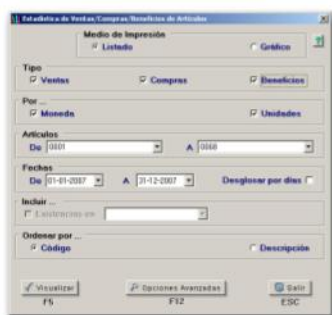 Estadística de Ventas/Compras/Beneficios de Artículos
Medio de Impresión
Listado Gráfico
Tipo
Ventas Compras Beneficios
Por ...
Moneda Unidades
Artículos
De 0001 A 0068
Fechas
De 01-01-2007 A 31-12-2007 Desglosar por días
Incluir ...
Existencias en
Ordenar por ...
Código Descripción
Visualizar Opciones Avanzadas Salir
F5 F12 ESC